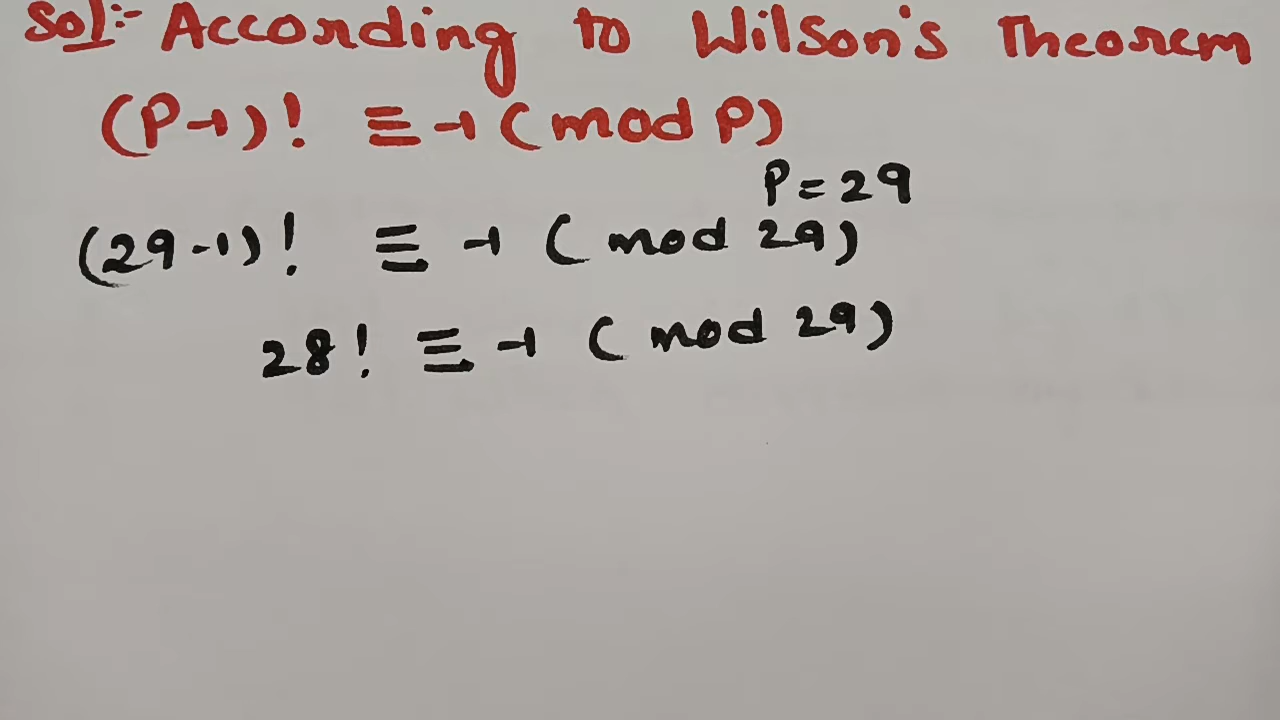 Sol:- According to Wilson's Theorem
(P-1)! ≡ -1 (mod P)
P = 29
(29-1)! ≡ -1 (mod 29)
28! ≡ -1 (mod 29)